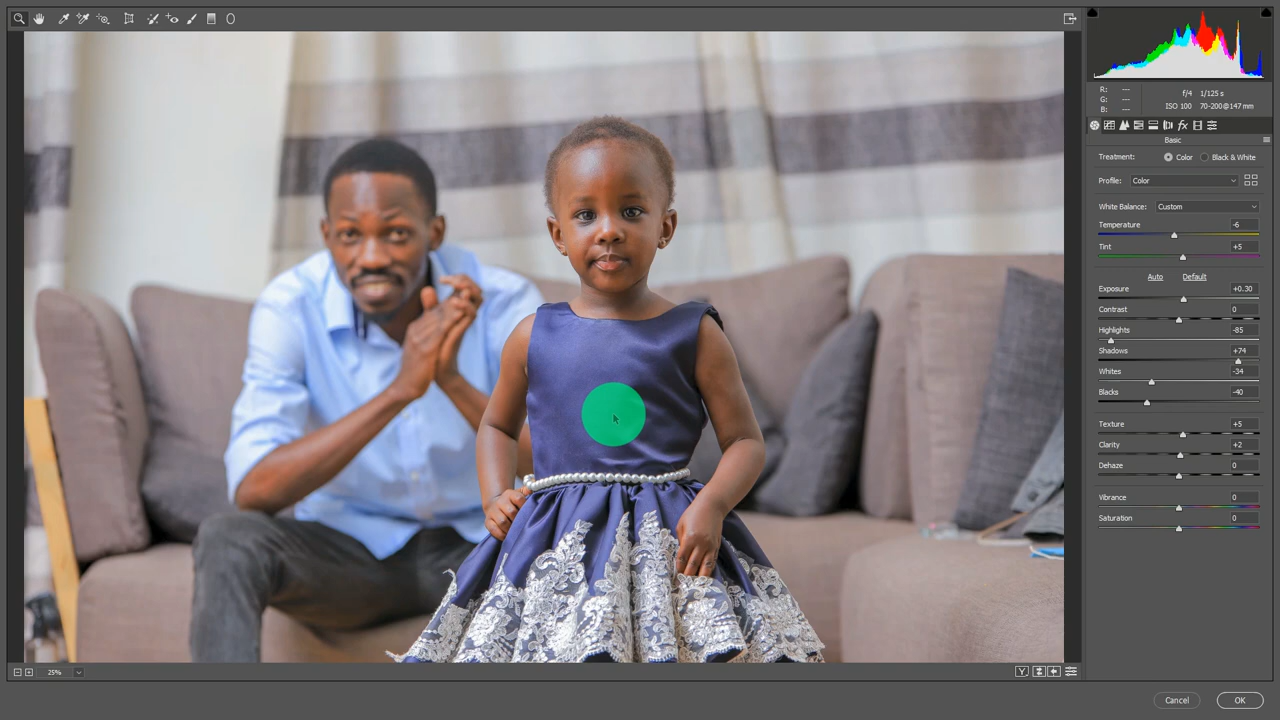 R: ---
G: ---
B: ---
f/4 1/125 s
ISO 100 70-200@147 mm
fx
Basic
Treatment: Color Black & White
Profile: Color
White Balance: Custom
Temperature -6
Tint +5
Auto Default
Exposure +0.30
Contrast 0
Highlights -85
Shadows +74
Whites -34
Blacks -40
Texture +5
Clarity +2
Dehaze 0
Vibrance 0
Saturation 0
25%
Y
Cancel OK